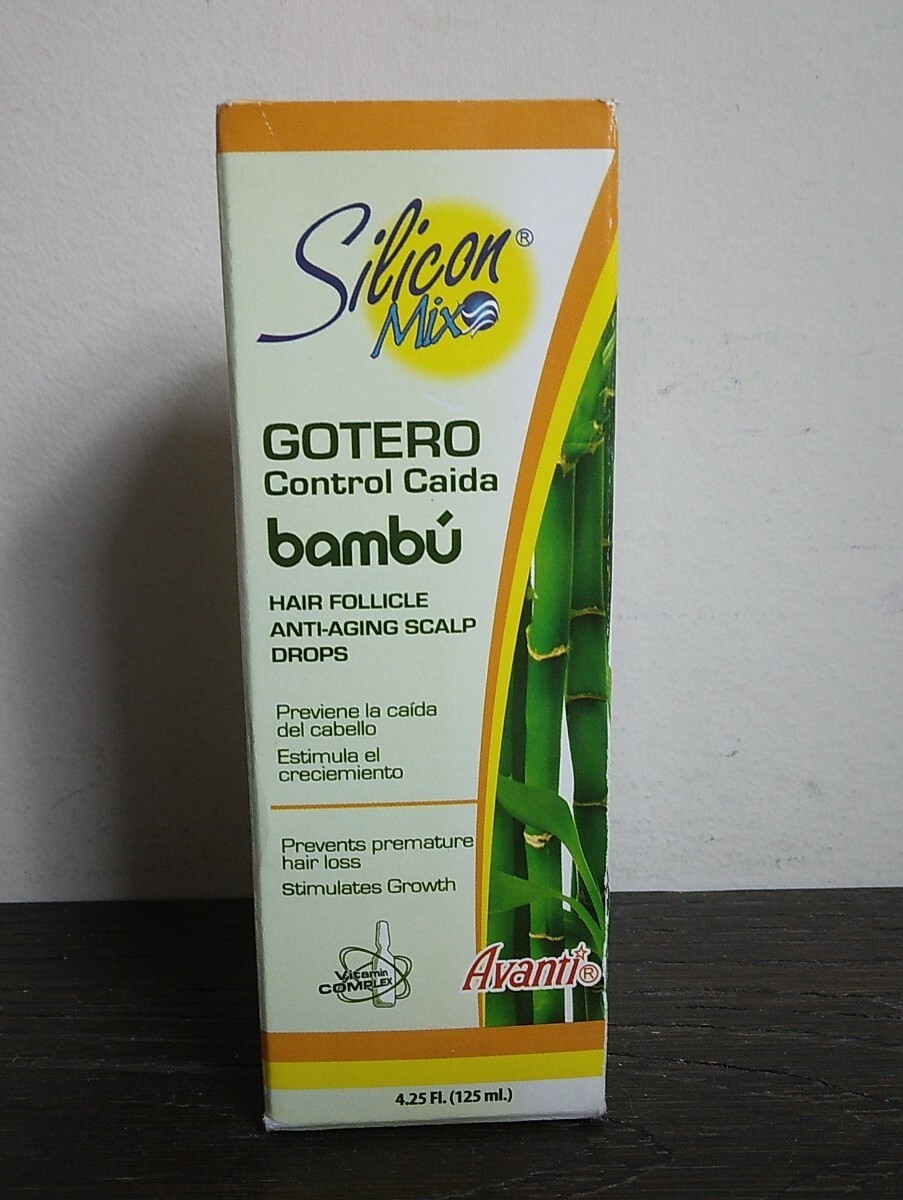 Silicon®
Mix
GOTERO
Control Caida
bambú
HAIR FOLLICLE
ANTI-AGING SCALP
DROPS
Previene la caída
del cabello
Estimula el
creciemiento
Prevents premature
hair loss
Stimulates Growth
Vitamin
COMPLEX
Avanti®
4.25 Fl. (125 ml.)